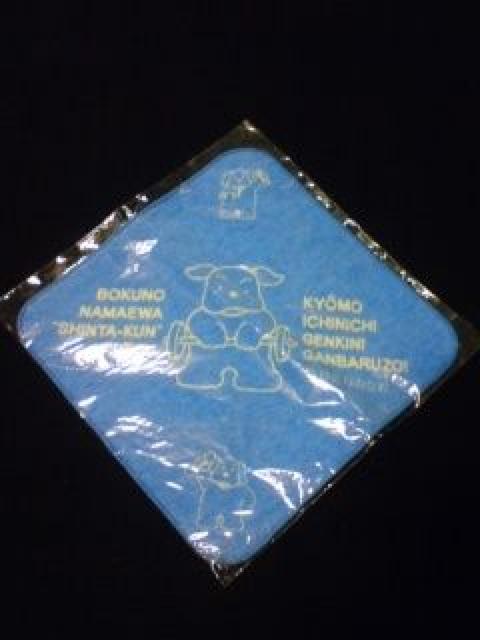 BOKUNO
NAMAEWA
"SHINTA-KUN"
KYŌMO
ICHINICHI
GENKINI
GANBARUZO!